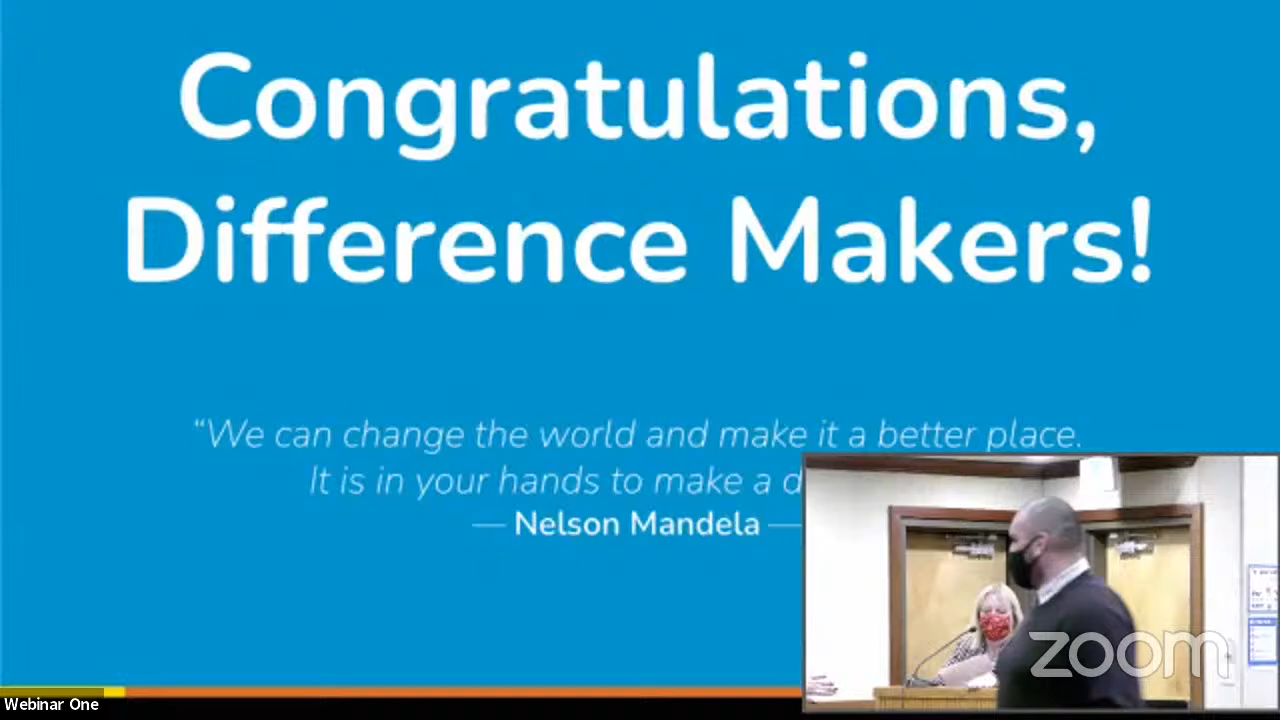 Congratulations,
Difference Makers!
“We can change the world and make it a better place.
It is in your hands to make a d
— Nelson Mandela —
zoom
Webinar One